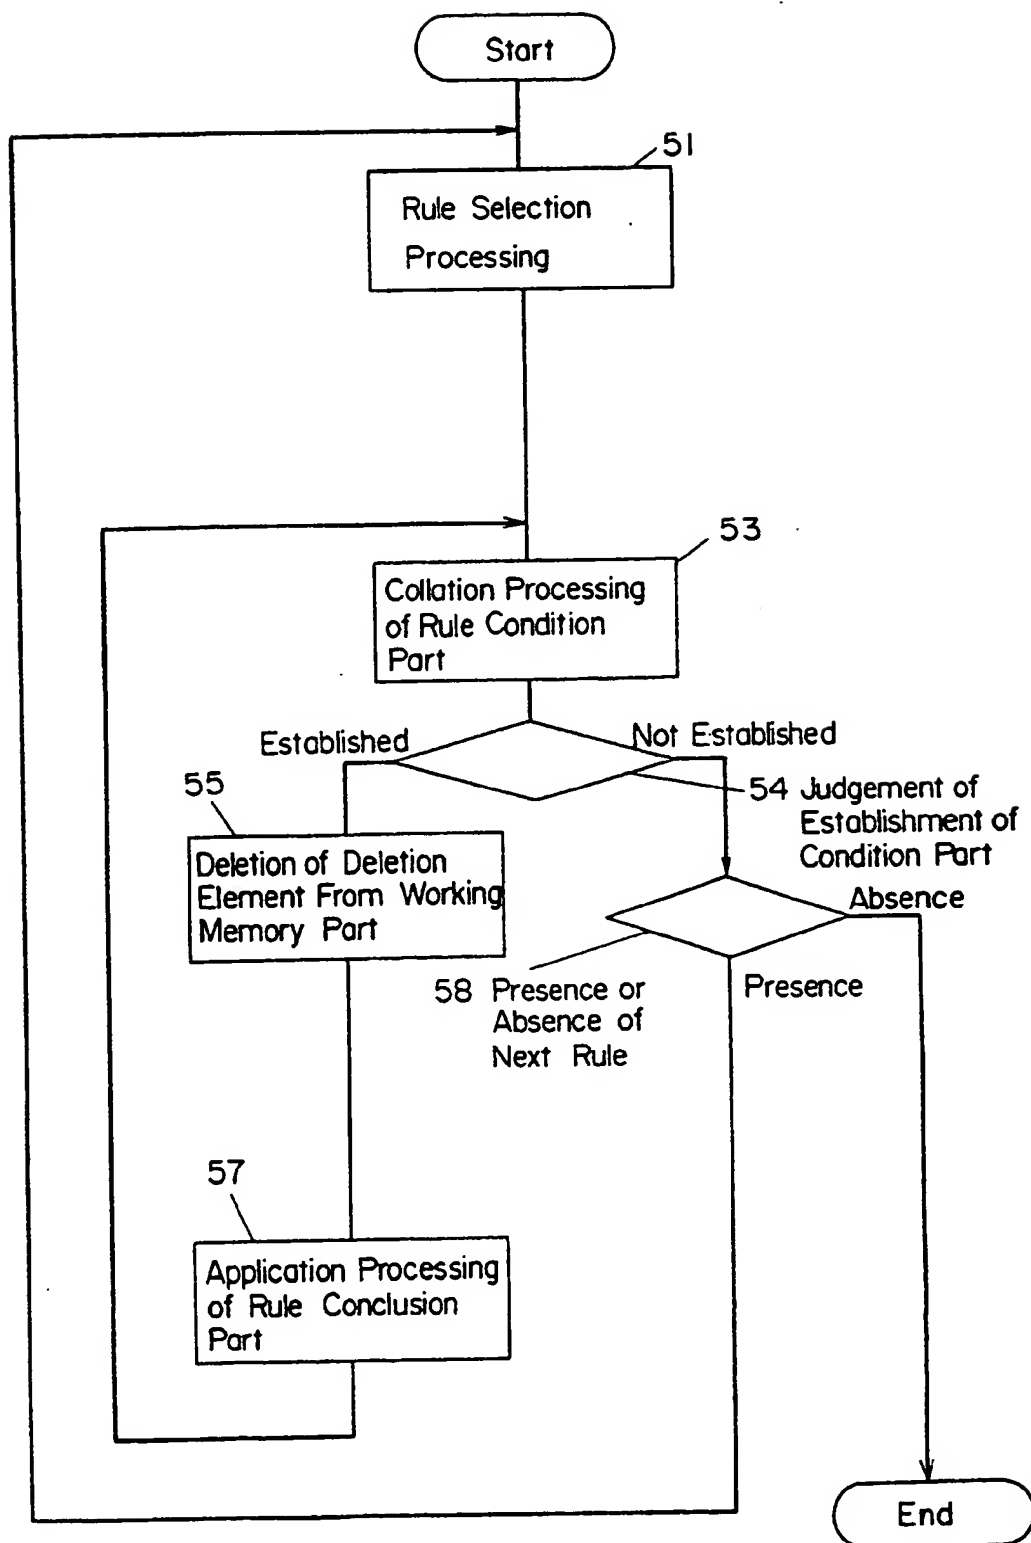 Start
51
Rule Selection
Processing
53
Collation Processing
of Rule Condition
Part
Established
Not Established
54 Judgement of
Establishment of
Condition Part
55
Deletion of Deletion
Element From Working
Memory Part
Absence
58 Presence or
Absence of
Next Rule
Presence
57
Application Processing
of Rule Conclusion
Part
End